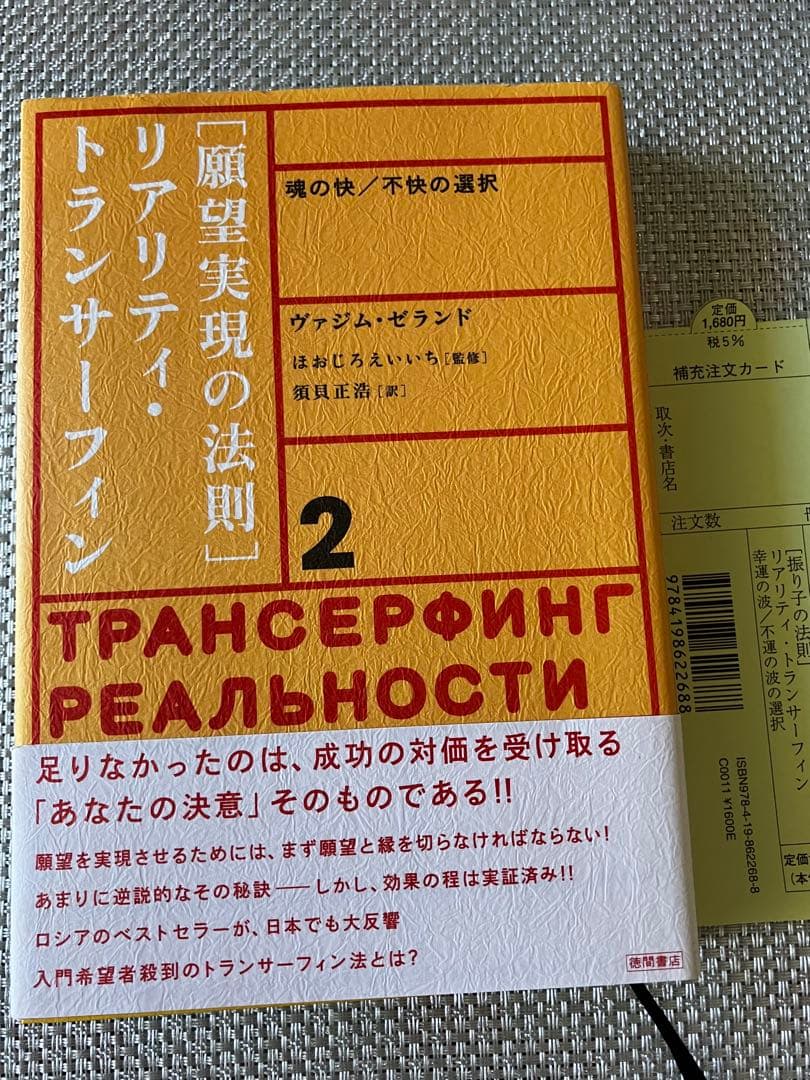 [願望実現の法則]
リアリティ・
トランサーフィン
魂の快/不快の選択
ヴァジム・ゼランド
ほおじろえいいち[監修]
須貝正浩[訳]
2
ТРАНСЕРФИНГ
РЕАЛЬНОСТИ
足りなかったのは、成功の対価を受け取る
「あなたの決意」そのものである!!
願望を実現させるためには、まず願望と縁を切らなければならない!
あまりに逆説的なその秘訣――しかし、効果の程は実証済み!!
ロシアのベストセラーが、日本でも大反響
入門希望者殺到のトランサーフィン法とは?
徳間書店
定価
1,680円
税5%
補充注文カード
取次・書店名
注文数
[振り子の法則]
リアリティ・トランサーフィン
幸運の波/不運の波の選択
9784198622688
ISBN978-4-19-862268-8
C0011 ¥1600E
定価
(本